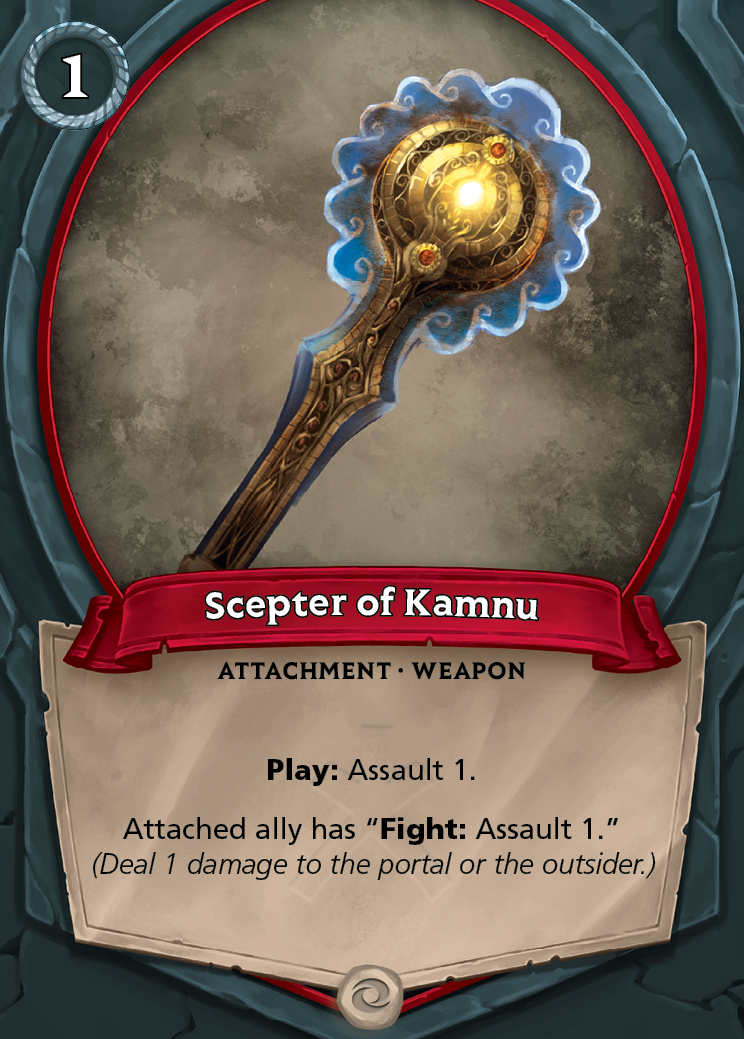 1
Scepter of Kamnu
ATTACHMENT · WEAPON
Play: Assault 1.
Attached ally has “Fight: Assault 1.”
(Deal 1 damage to the portal or the outsider.)